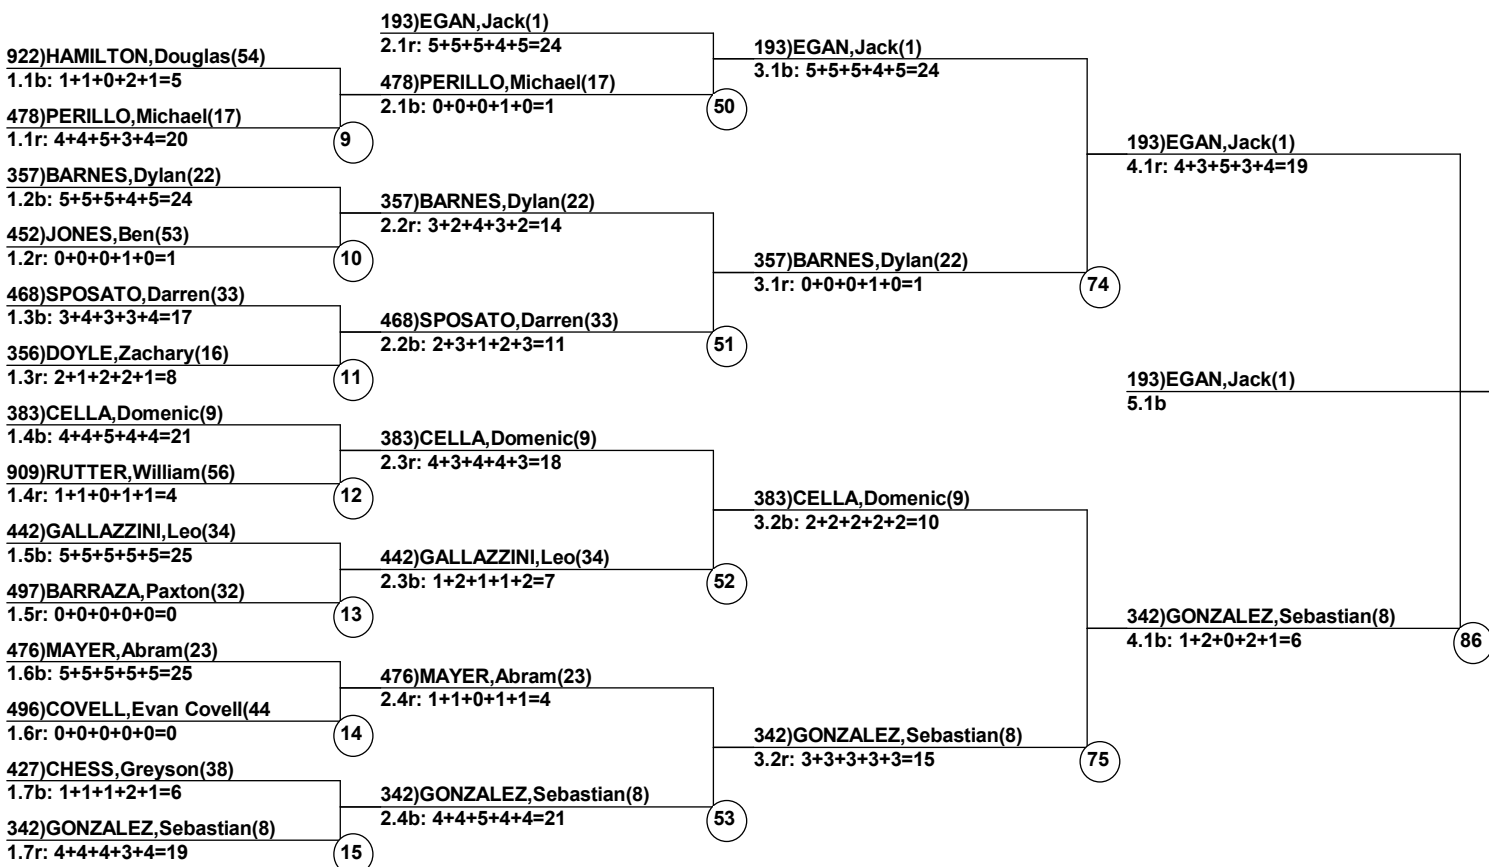 922)HAMILTON,Douglas(54)
1.1b: 1+1+0+2+1=5
478)PERILLO,Michael(17)
1.1r: 4+4+5+3+4=20
9
357)BARNES,Dylan(22)
1.2b: 5+5+5+4+5=24
452)JONES,Ben(53)
1.2r: 0+0+0+1+0=1
10
468)SPOSATO,Darren(33)
1.3b: 3+4+3+3+4=17
356)DOYLE,Zachary(16)
1.3r: 2+1+2+2+1=8
11
383)CELLA,Domenic(9)
1.4b: 4+4+5+4+4=21
909)RUTTER,William(56)
1.4r: 1+1+0+1+1=4
12
442)GALLAZZINI,Leo(34)
1.5b: 5+5+5+5+5=25
497)BARRAZA,Paxton(32)
1.5r: 0+0+0+0+0=0
13
476)MAYER,Abram(23)
1.6b: 5+5+5+5+5=25
496)COVELL,Evan Covell(44
1.6r: 0+0+0+0+0=0
14
427)CHESS,Greyson(38)
1.7b: 1+1+1+2+1=6
342)GONZALEZ,Sebastian(8)
1.7r: 4+4+4+3+4=19
15
193)EGAN,Jack(1)
2.1r: 5+5+5+4+5=24
478)PERILLO,Michael(17)
2.1b: 0+0+0+1+0=1
50
357)BARNES,Dylan(22)
2.2r: 3+2+4+3+2=14
468)SPOSATO,Darren(33)
2.2b: 2+3+1+2+3=11
51
383)CELLA,Domenic(9)
2.3r: 4+3+4+4+3=18
442)GALLAZZINI,Leo(34)
2.3b: 1+2+1+1+2=7
52
476)MAYER,Abram(23)
2.4r: 1+1+0+1+1=4
342)GONZALEZ,Sebastian(8)
2.4b: 4+4+5+4+4=21
53
193)EGAN,Jack(1)
3.1b: 5+5+5+4+5=24
357)BARNES,Dylan(22)
3.1r: 0+0+0+1+0=1
74
383)CELLA,Domenic(9)
3.2b: 2+2+2+2+2=10
342)GONZALEZ,Sebastian(8)
3.2r: 3+3+3+3+3=15
75
193)EGAN,Jack(1)
4.1r: 4+3+5+3+4=19
342)GONZALEZ,Sebastian(8)
4.1b: 1+2+0+2+1=6
86
193)EGAN,Jack(1)
5.1b